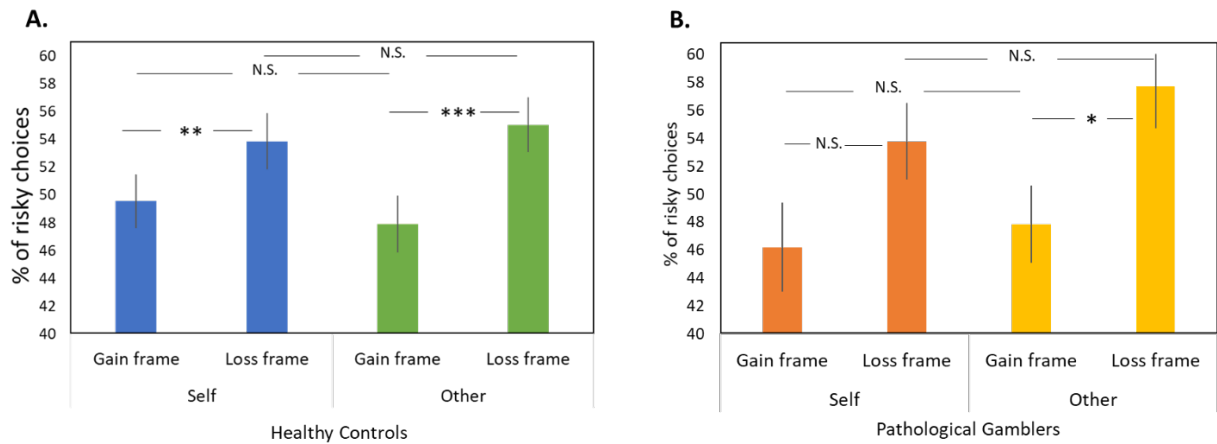 A.
% of risky choices
60
58
56
54
52
50
48
46
44
42
40
N.S.
N.S.
**
***
Gain frame Loss frame Gain frame Loss frame
Self Other
Healthy Controls
B.
% of risky choices
60
58
56
54
52
50
48
46
44
42
40
N.S.
N.S.
*
N.S.
Gain frame Loss frame Gain frame Loss frame
Self Other
Pathological Gamblers